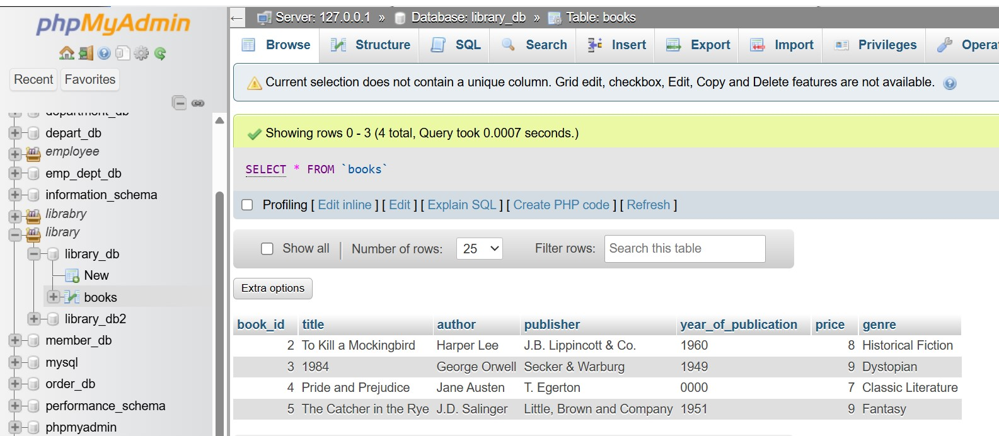 phpMyAdmin
Recent Favorites
department_db
depart_db
employee
emp_dept_db
information_schema
librabry
library
library_db
New
books
library_db2
member_db
mysql
order_db
performance_schema
phpmyadmin
Server: 127.0.0.1 » Database: library_db » Table: books
Browse Structure SQL Search Insert Export Import Privileges Opera
Current selection does not contain a unique column. Grid edit, checkbox, Edit, Copy and Delete features are not available.
Showing rows 0 - 3 (4 total, Query took 0.0007 seconds.)
SELECT * FROM `books`
Profiling [ Edit inline ] [ Edit ] [ Explain SQL ] [ Create PHP code ] [ Refresh ]
Show all | Number of rows: 25 Filter rows: Search this table
Extra options
book_id title author publisher year_of_publication price genre
2 To Kill a Mockingbird Harper Lee J.B. Lippincott & Co. 1960 8 Historical Fiction
3 1984 George Orwell Secker & Warburg 1949 9 Dystopian
4 Pride and Prejudice Jane Austen T. Egerton 0000 7 Classic Literature
5 The Catcher in the Rye J.D. Salinger Little, Brown and Company 1951 9 Fantasy